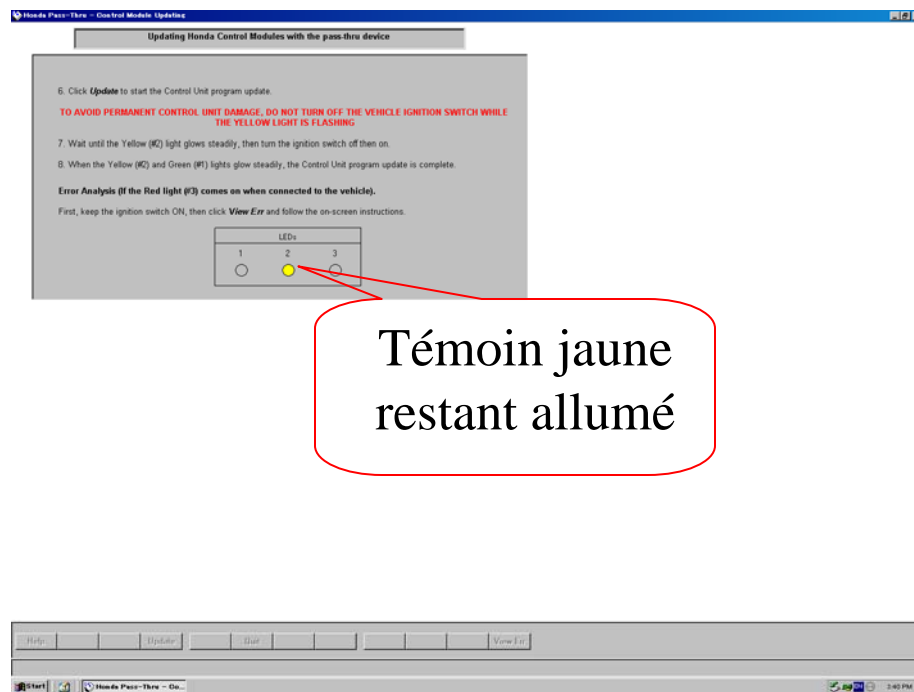 Honda Pass-Thru - Control Module Updating
Updating Honda Control Modules with the pass-thru device
6. Click Update to start the Control Unit program update.
TO AVOID PERMANENT CONTROL UNIT DAMAGE, DO NOT TURN OFF THE VEHICLE IGNITION SWITCH WHILE
THE YELLOW LIGHT IS FLASHING
7. Wait until the Yellow (#2) light glows steadily, then turn the ignition switch off then on.
8. When the Yellow (#2) and Green (#1) lights glow steadily, the Control Unit program update is complete.
Error Analysis (If the Red light (#3) comes on when connected to the vehicle).
First, keep the ignition switch ON, then click View Err and follow the on-screen instructions.
LEDs
1 2 3
Témoin jaune
restant allumé
Help Update Quit View Err
Start Honda Pass-Thru - Co... 3:40 PM